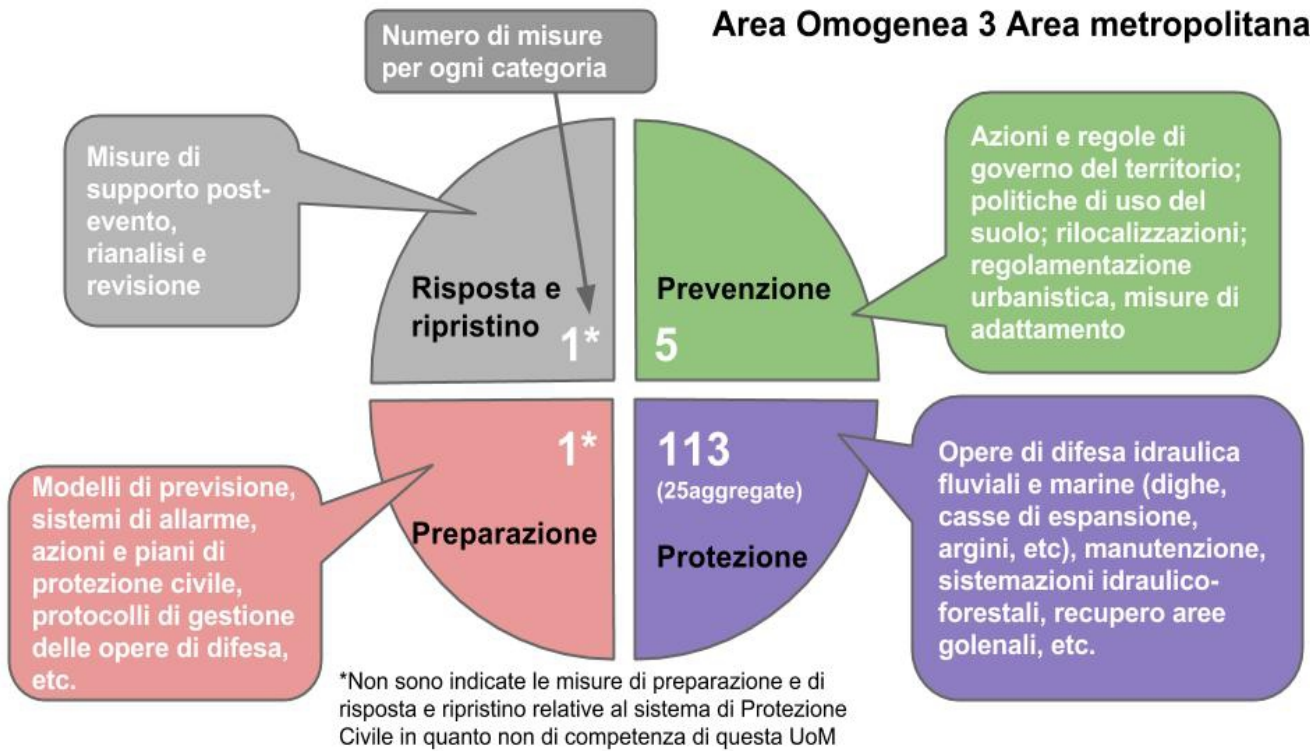 Area Omogenea 3 Area metropolitana
Numero di misure
per ogni categoria
Misure di
supporto post-
evento,
rianalisi e
revisione
Risposta e
ripristino
1*
Prevenzione
5
Azioni e regole di
governo del territorio;
politiche di uso del
suolo; rilocalizzazioni;
regolamentazione
urbanistica, misure di
adattamento
Modelli di previsione,
sistemi di allarme,
azioni e piani di
protezione civile,
protocolli di gestione
delle opere di difesa,
etc.
1*
Preparazione
113
(25aggregate)
Protezione
Opere di difesa idraulica
fluviali e marine (dighe,
casse di espansione,
argini, etc), manutenzione,
sistemazioni idraulico-
forestali, recupero aree
golenali, etc.
*Non sono indicate le misure di preparazione e di
risposta e ripristino relative al sistema di Protezione
Civile in quanto non di competenza di questa UoM